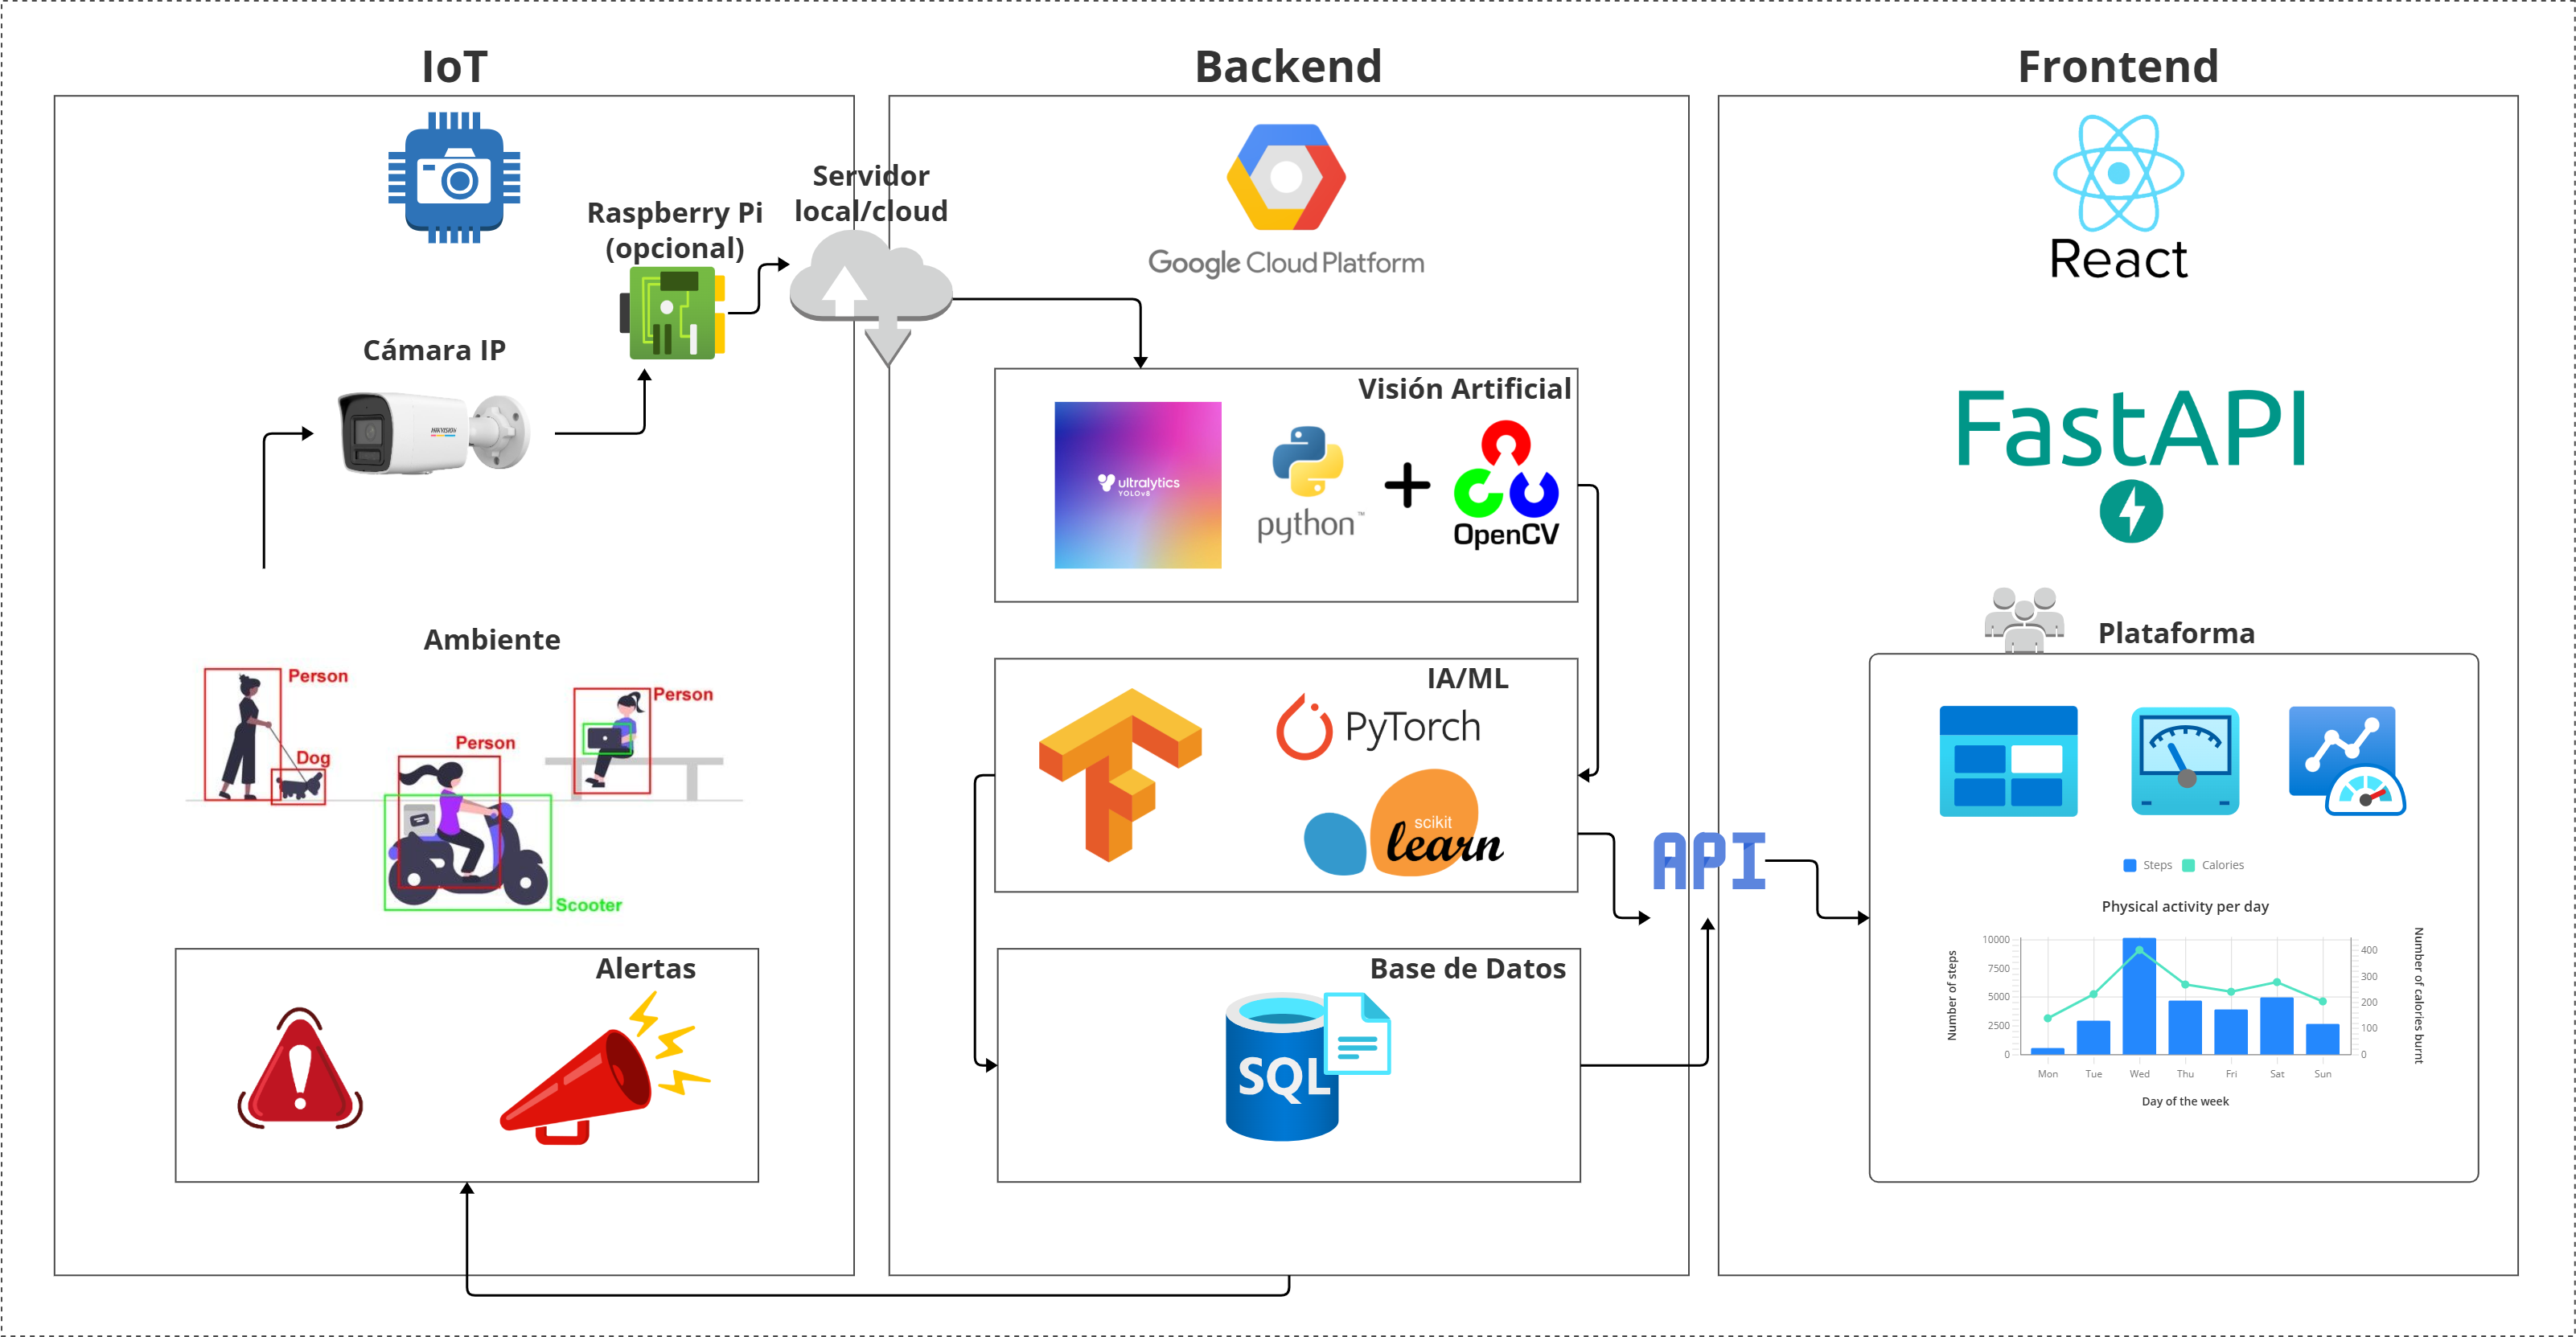 IoT
Backend
Frontend
Raspberry Pi
(opcional)
Servidor
local/cloud
Cámara IP
HIKVISION
Ambiente
Person
Dog
Person
Person
Scooter
Alertas
Google Cloud Platform
Visión Artificial
ultralytics
YOLOv8
python™
OpenCV
IA/ML
PyTorch
scikit
learn
API
Base de Datos
SQL
React
FastAPI
Plataforma
Steps Calories
Physical activity per day
Number of steps
10000
7500
5000
2500
0
400
300
200
100
0
Number of calories burnt
Mon Tue Wed Thu Fri Sat Sun
Day of the week